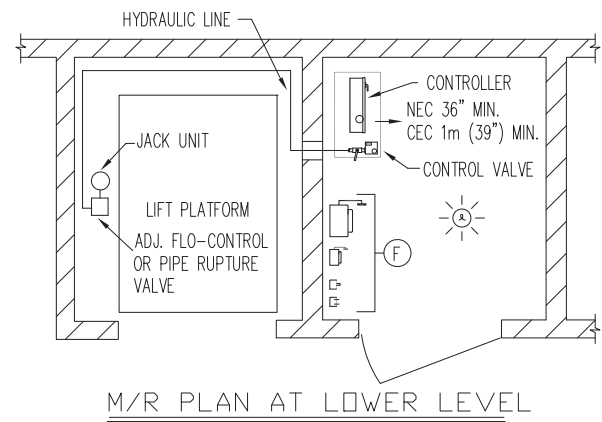 HYDRAULIC LINE
CONTROLLER
NEC 36" MIN.
CEC 1m (39") MIN.
CONTROL VALVE
JACK UNIT
LIFT PLATFORM
ADJ. FLO-CONTROL
OR PIPE RUPTURE
VALVE
F
M/R PLAN AT LOWER LEVEL